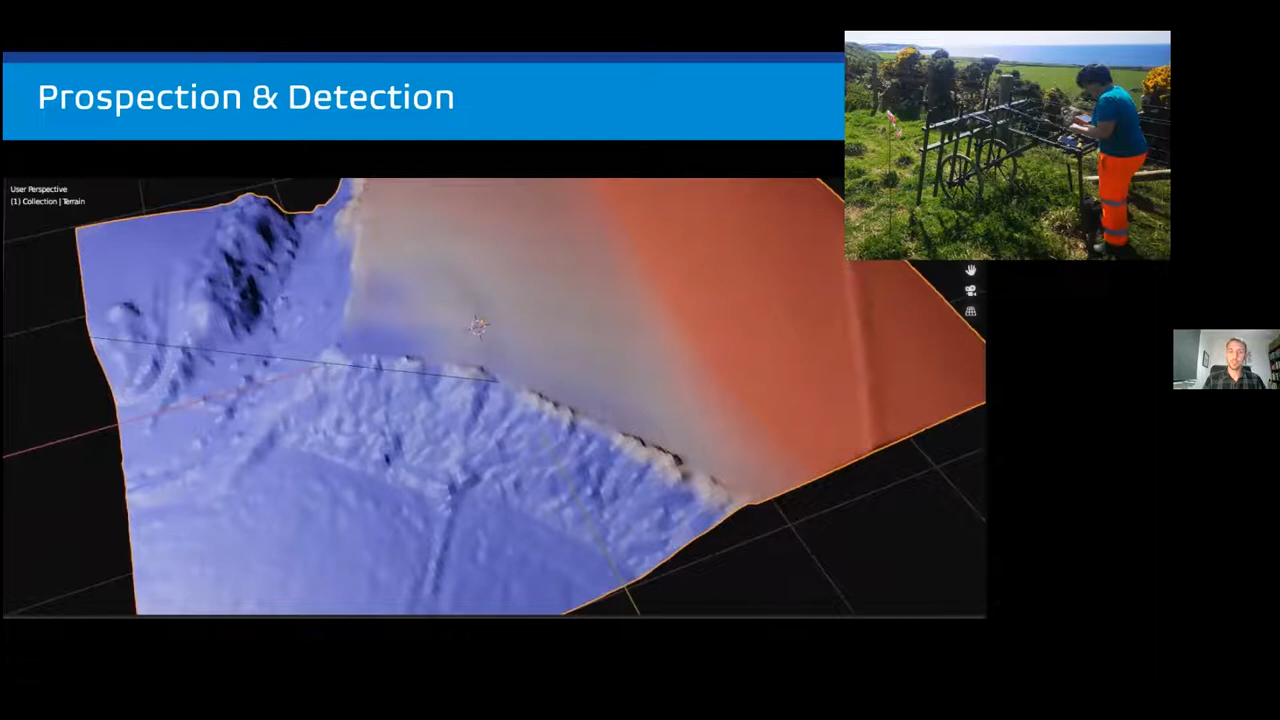 Prospection & Detection
User Perspective
(1) Collection | Terrain